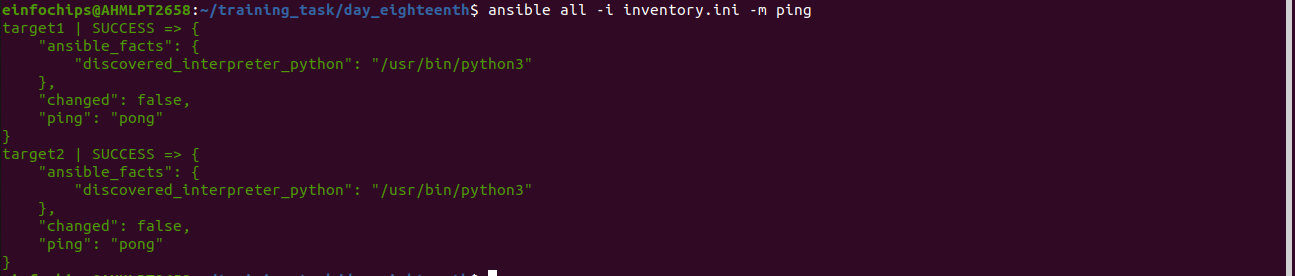 einfochips@AHMLPT2658:~/training_task/day_eighteenth$ ansible all -i inventory.ini -m ping
target1 | SUCCESS => {
    "ansible_facts": {
        "discovered_interpreter_python": "/usr/bin/python3"
    },
    "changed": false,
    "ping": "pong"
}
target2 | SUCCESS => {
    "ansible_facts": {
        "discovered_interpreter_python": "/usr/bin/python3"
    },
    "changed": false,
    "ping": "pong"
}